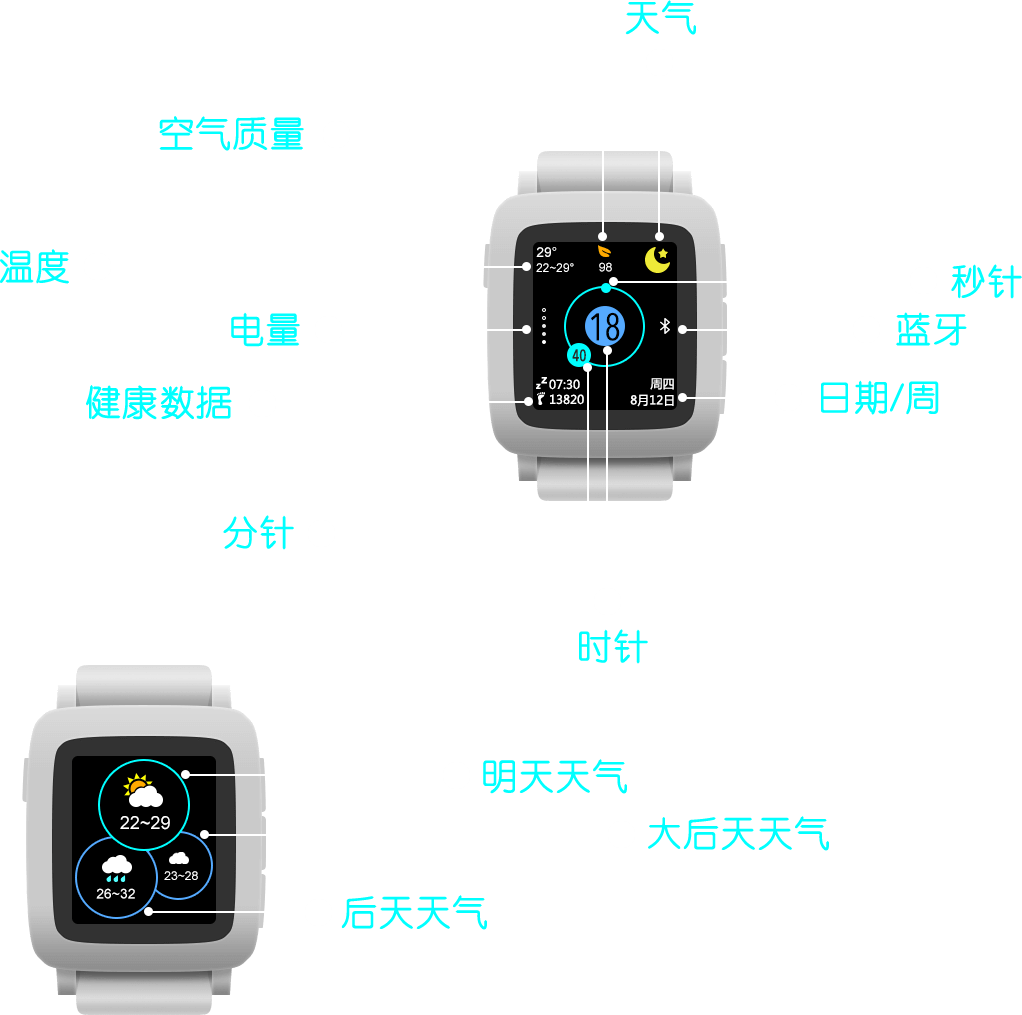 天气
空气质量
29°
98
22~29°
温度
秒针
18
蓝牙
电量
40
07:30
周四
健康数据
13820
8月12日
日期/周
分针
时针
明天天气
22~29
大后天天气
26~32
23~28
后天天气